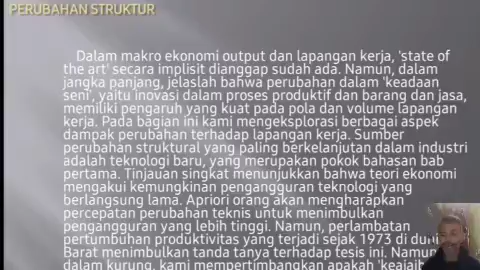 PERUBAHAN STRUKTUR
Dalam makro ekonomi output dan lapangan kerja, 'state of
the art' secara implisit dianggap sudah ada. Namun, dalam
jangka panjang, jelaslah bahwa perubahan dalam 'keadaan
seni', yaitu inovasi dalam proses produktif dan barang dan jasa,
memiliki pengaruh yang kuat pada pola dan volume lapangan
kerja. Pada bagian ini kami mengeksplorasi berbagai aspek
dampak perubahan terhadap lapangan kerja. Sumber
perubahan struktural yang paling berkelanjutan dalam industri
adalah teknologi baru, yang merupakan pokok bahasan bab
pertama. Tinjauan singkat menunjukkan bahwa teori ekonomi
mengakui kemungkinan pengangguran teknologi yang
berlangsung lama. Apriori orang akan mengharapkan
percepatan perubahan teknis untuk menimbulkan
pengangguran yang lebih tinggi. Namun, perlambatan
pertumbuhan produktivitas yang terjadi sejak 1973 di
Barat menimbulkan tanda tanya terhadap tesis ini.
dalam kurung, kami mempertimbangkan apakah